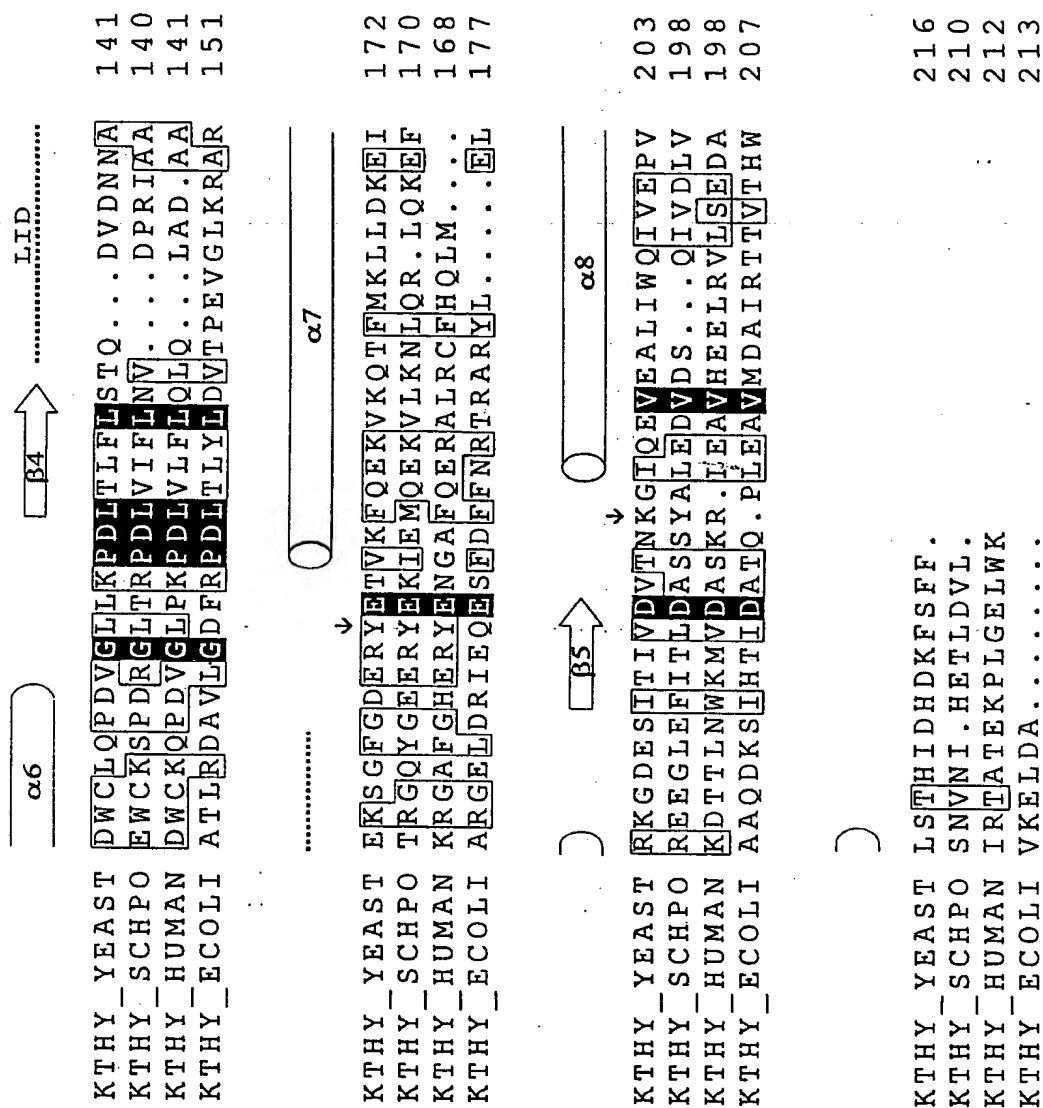 α6 β4 LID
KTHY_YEAST DWCLQPDVGLLKPDLTLFLSTQ...DVDNNA 141
KTHY_SCHPO EWCKSPDRGLTRPDLVIFLNV....DPRIAA 140
KTHY_HUMAN DWCKQPDVGLPKPDLVLFLQLQ...LAD.AA 141
KTHY_ECOLI ATLRDAVLGDFRPDLTLYLDVTPEVGLKRAR 151
α7
↓
KTHY_YEAST EKSGFGDERYETVKFQEKVKQTFMKLLDKEI 172
KTHY_SCHPO TRGQYGEERYEKIEMQEKVLKNLQR.LQKEF 170
KTHY_HUMAN KRGAFGHERYENGAFQERALRCFHQLM.... 168
KTHY_ECOLI ARGELDRIEQESFDFFNRTRARYL.....EL 177
β5 α8
↓
KTHY_YEAST RKGDESITIVDVTNKGIQEVEALIWQIVEPV 203
KTHY_SCHPO REEGLEFITLDASSYALEDVDS...QIVDLV 198
KTHY_HUMAN KDTTLNWKMVDASKR.IEAVHEELRVLSEDA 198
KTHY_ECOLI AAQDKSIHTIDATQ.PLEAVMDAIRTTVTHW 207
KTHY_YEAST LSTHIDHDKFSFF. 216
KTHY_SCHPO SNVNI.HETLDVL. 210
KTHY_HUMAN IRTATEKPLGELWK 212
KTHY_ECOLI VKELDA........ 213